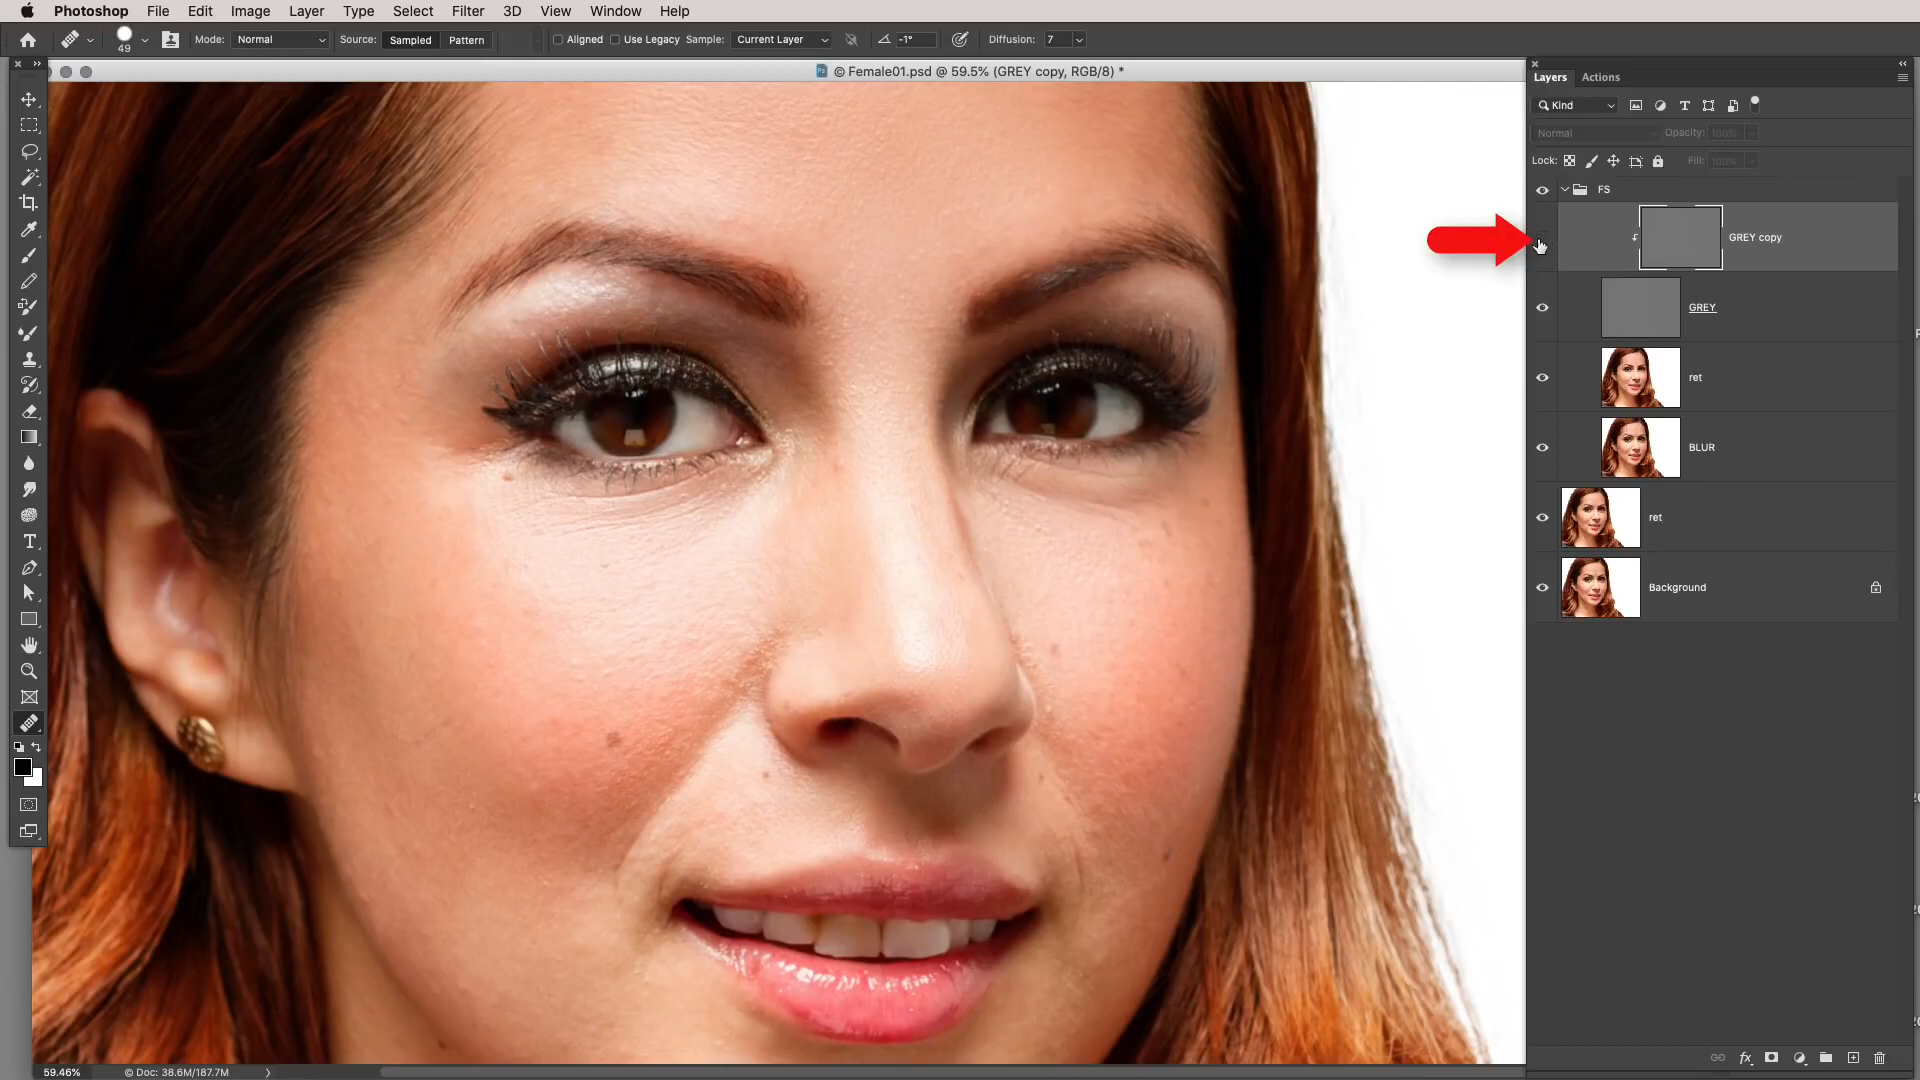 Photoshop File Edit Image Layer Type Select Filter 3D View Window Help
49 Mode: Normal Source: Sampled Pattern Aligned Use Legacy Sample: Current Layer -1° Diffusion: 7
© Female01.psd @ 59.5% (GREY copy, RGB/8) *
Layers Actions
Kind
Normal Opacity: 100%
Lock: Fill: 100%
FS
GREY copy
GREY
ret
BLUR
ret
Background
59.46% © Doc: 38.6M/187.7M